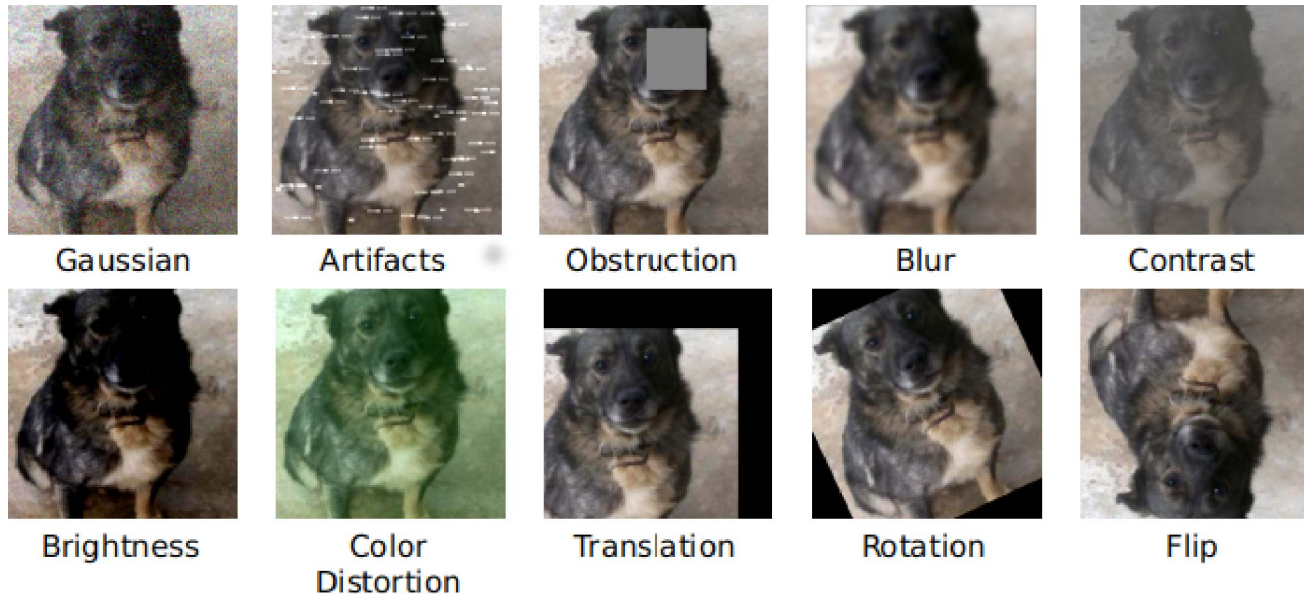 Gaussian
Artifacts
Obstruction
Blur
Contrast
Brightness
Color
Distortion
Translation
Rotation
Flip